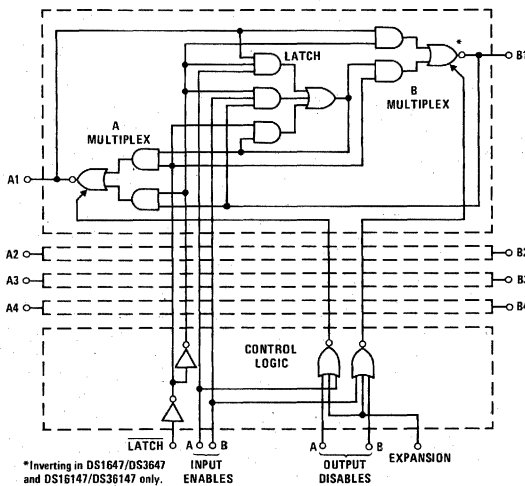 *
LATCH
B1
B
MULTIPLEX
A
MULTIPLEX
A1
A2
B2
A3
B3
A4
B4
CONTROL
LOGIC
LATCH
A B
INPUT
ENABLES
A B
OUTPUT
DISABLES
EXPANSION
*Inverting in DS1647/DS3647
and DS16147/DS36147 only.